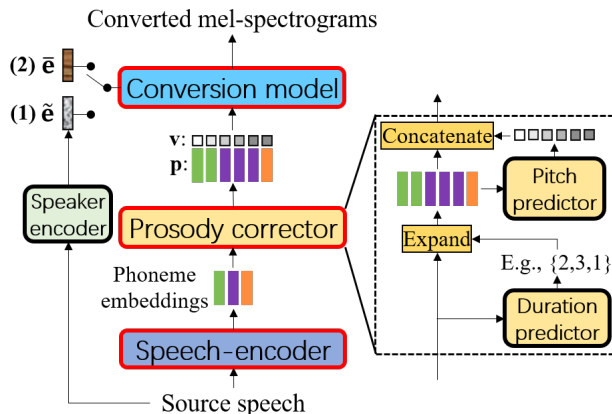 Converted mel-spectrograms
(2) ē
Conversion model
(1) ẽ
v:
p:
Speaker
encoder
Prosody corrector
Phoneme
embeddings
Speech-encoder
Source speech
Concatenate
Pitch
predictor
Expand
E.g., {2,3,1}
Duration
predictor